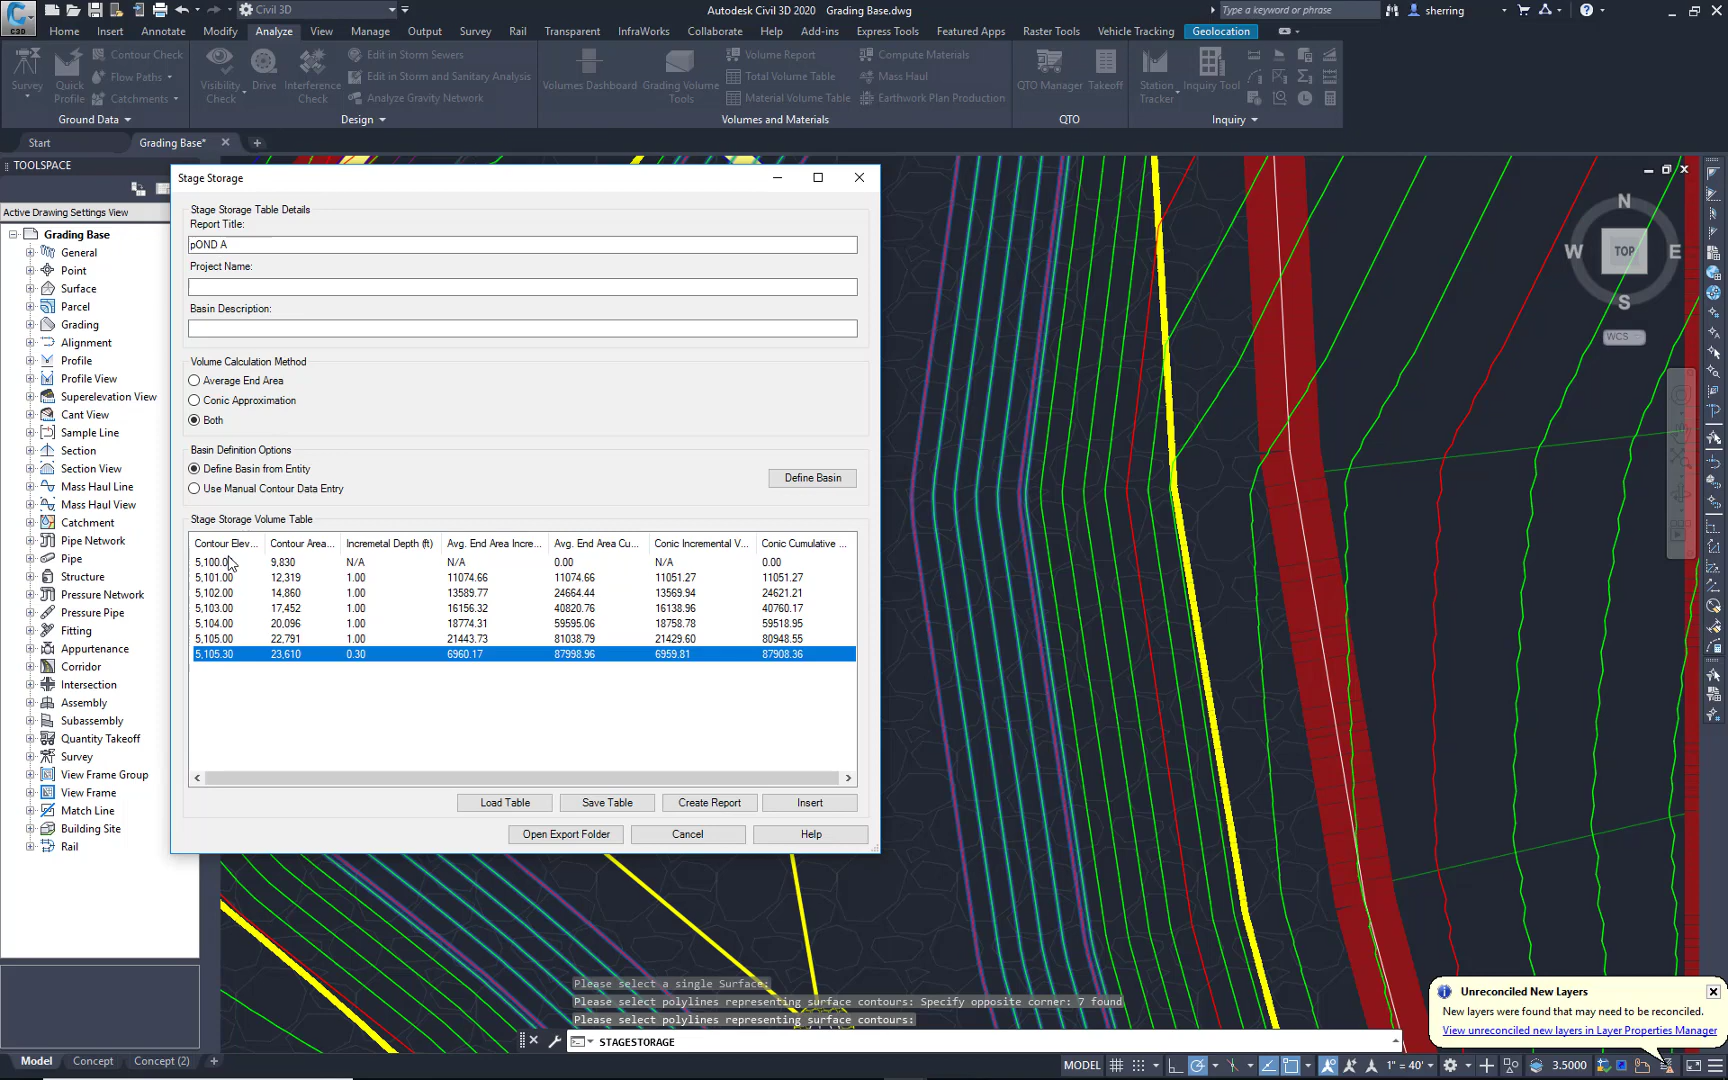 C3D
Civil 3D
Autodesk Civil 3D 2020 Grading Base.dwg
Type a keyword or phrase
sherring
Home Insert Annotate Modify Analyze View Manage Output Survey Rail Transparent InfraWorks Collaborate Help Add-ins Express Tools Featured Apps Raster Tools Vehicle Tracking Geolocation
Survey
Quick Profile
Contour Check
Flow Paths
Catchments
Ground Data
Visibility Check
Drive
Interference Check
Edit in Storm Sewers
Edit in Storm and Sanitary Analysis
Analyze Gravity Network
Design
Volumes Dashboard
Grading Volume Tools
Volume Report
Total Volume Table
Material Volume Table
Compute Materials
Mass Haul
Earthwork Plan Production
Volumes and Materials
QTO Manager
Takeoff
QTO
Station Tracker
Inquiry Tool
Inquiry
Start
Grading Base*
TOOLSPACE
Active Drawing Settings View
Grading Base
General
Point
Surface
Parcel
Grading
Alignment
Profile
Profile View
Superelevation View
Cant View
Sample Line
Section
Section View
Mass Haul Line
Mass Haul View
Catchment
Pipe Network
Pipe
Structure
Pressure Network
Pressure Pipe
Fitting
Appurtenance
Corridor
Intersection
Assembly
Subassembly
Quantity Takeoff
Survey
View Frame Group
View Frame
Match Line
Building Site
Rail
Stage Storage
Stage Storage Table Details
Report Title:
pOND A
Project Name:
Basin Description:
Volume Calculation Method
Average End Area
Conic Approximation
Both
Basin Definition Options
Define Basin from Entity
Use Manual Contour Data Entry
Define Basin
Stage Storage Volume Table
Contour Elev... Contour Area... Incremetal Depth (ft) Avg. End Area Incre... Avg. End Area Cu... Conic Incremental V... Conic Cumulative ...
5,100.00 9,830 N/A N/A 0.00 N/A 0.00
5,101.00 12,319 1.00 11074.66 11074.66 11051.27 11051.27
5,102.00 14,860 1.00 13589.77 24664.44 13569.94 24621.21
5,103.00 17,452 1.00 16156.32 40820.76 16138.96 40760.17
5,104.00 20,096 1.00 18774.31 59595.06 18758.78 59518.95
5,105.00 22,791 1.00 21443.73 81038.79 21429.60 80948.55
5,105.30 23,610 0.30 6960.17 87998.96 6959.81 87908.36
Load Table Save Table Create Report Insert
Open Export Folder Cancel Help
N
W TOP E
S
WCS
Please select a single Surface:
Please select polylines representing surface contours: Specify opposite corner: 7 found
Please select polylines representing surface contours:
STAGESTORAGE
Unreconciled New Layers
New layers were found that may need to be reconciled.
View unreconciled new layers in Layer Properties Manager
Model Concept Concept (2)
MODEL 1" = 40' 3.5000